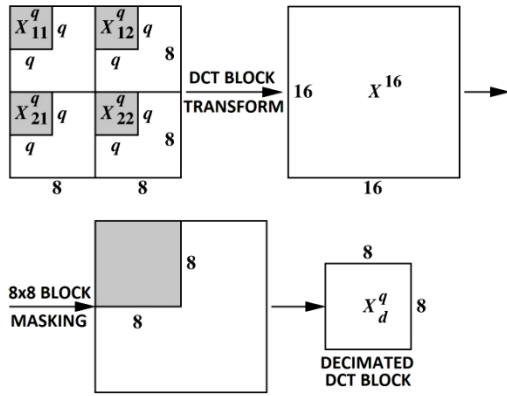 X^q_11 q X^q_12 q
q q 8
X^q_21 q X^q_22 q
q q 8
8 8
DCT BLOCK
TRANSFORM
16 X^16
16
8x8 BLOCK
MASKING
8
8
8
X^q_d 8
DECIMATED
DCT BLOCK